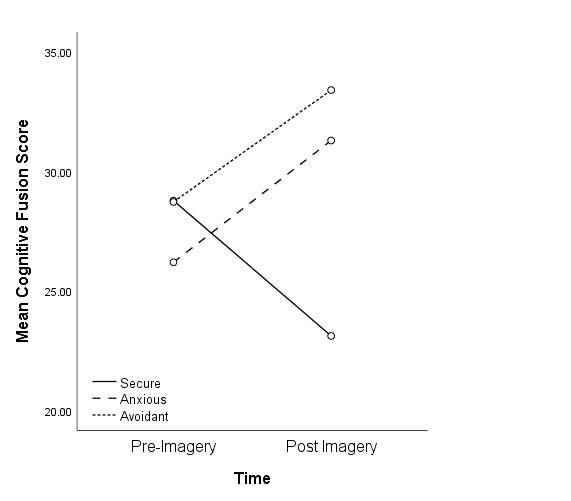 Mean Cognitive Fusion Score
35.00
30.00
25.00
20.00
Secure
Anxious
Avoidant
Pre-Imagery
Post Imagery
Time